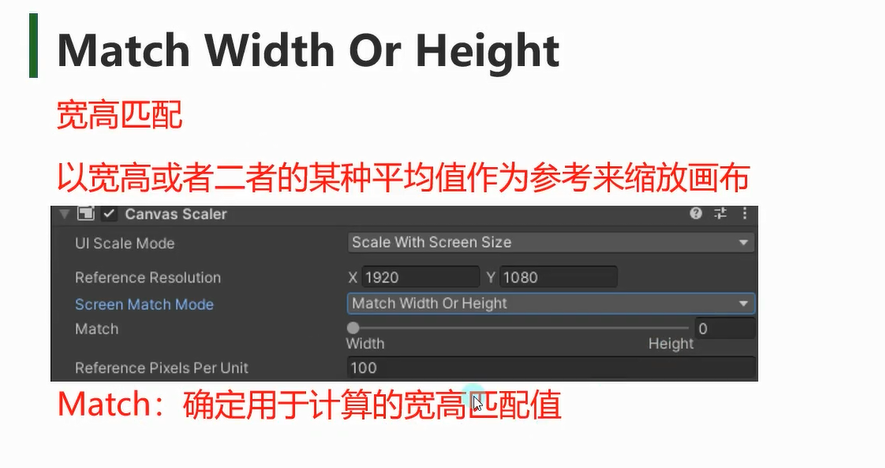 Match Width Or Height
宽高匹配
以宽高或者二者的某种平均值作为参考来缩放画布
Canvas Scaler
UI Scale Mode Scale With Screen Size
Reference Resolution X 1920 Y 1080
Screen Match Mode Match Width Or Height
Match 0
Width Height
Reference Pixels Per Unit 100
Match：确定用于计算的宽高匹配值